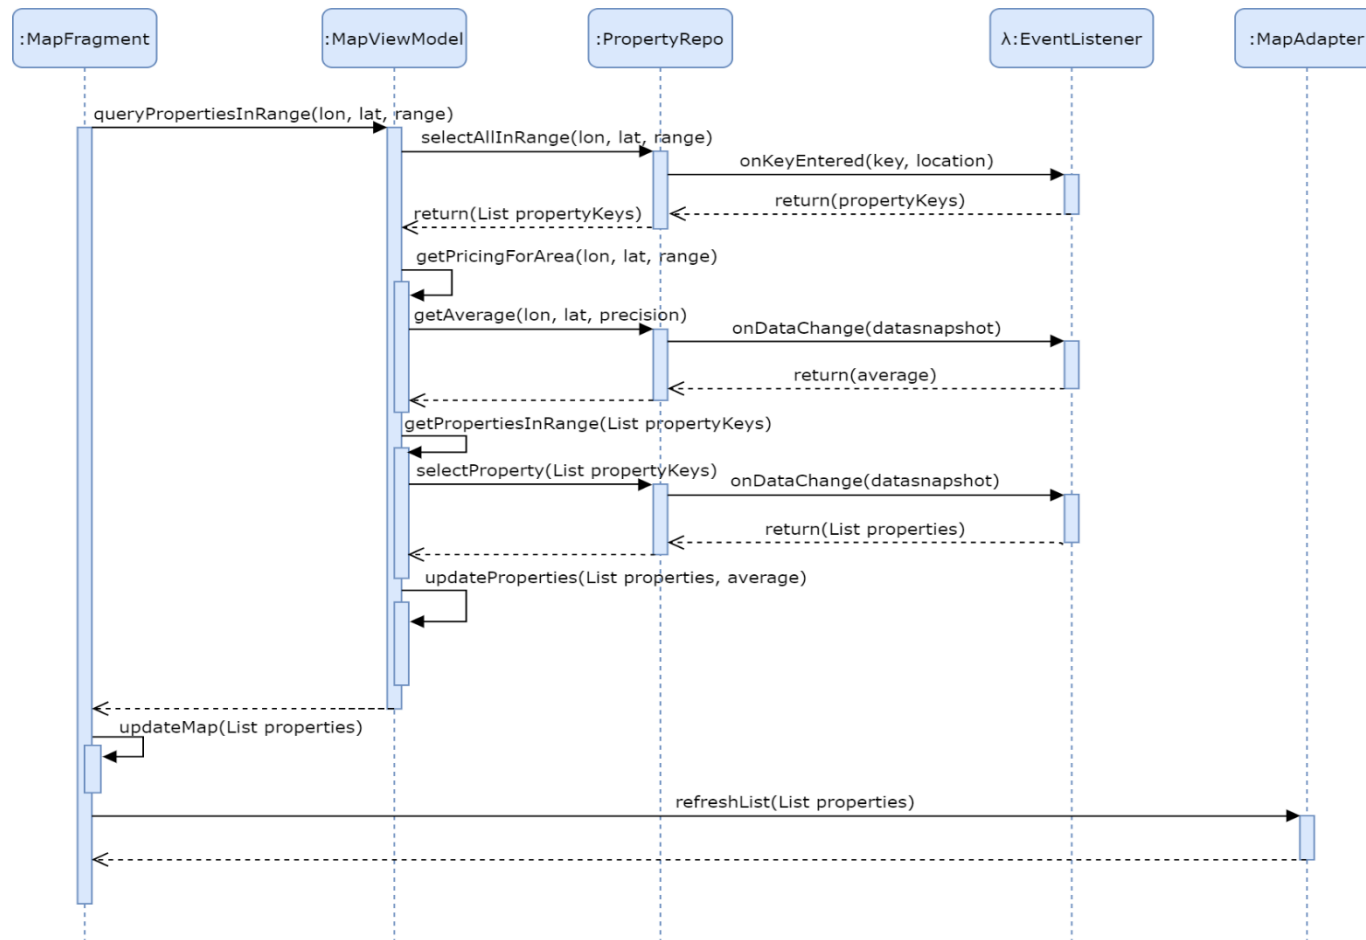 :MapFragment
:MapViewModel
:PropertyRepo
λ:EventListener
:MapAdapter
queryPropertiesInRange(lon, lat, range)
selectAllInRange(lon, lat, range)
onKeyEntered(key, location)
return(propertyKeys)
return(List propertyKeys)
getPricingForArea(lon, lat, range)
getAverage(lon, lat, precision)
onDataChange(datasnapshot)
return(average)
getPropertiesInRange(List propertyKeys)
selectProperty(List propertyKeys)
onDataChange(datasnapshot)
return(List properties)
updateProperties(List properties, average)
updateMap(List properties)
refreshList(List properties)